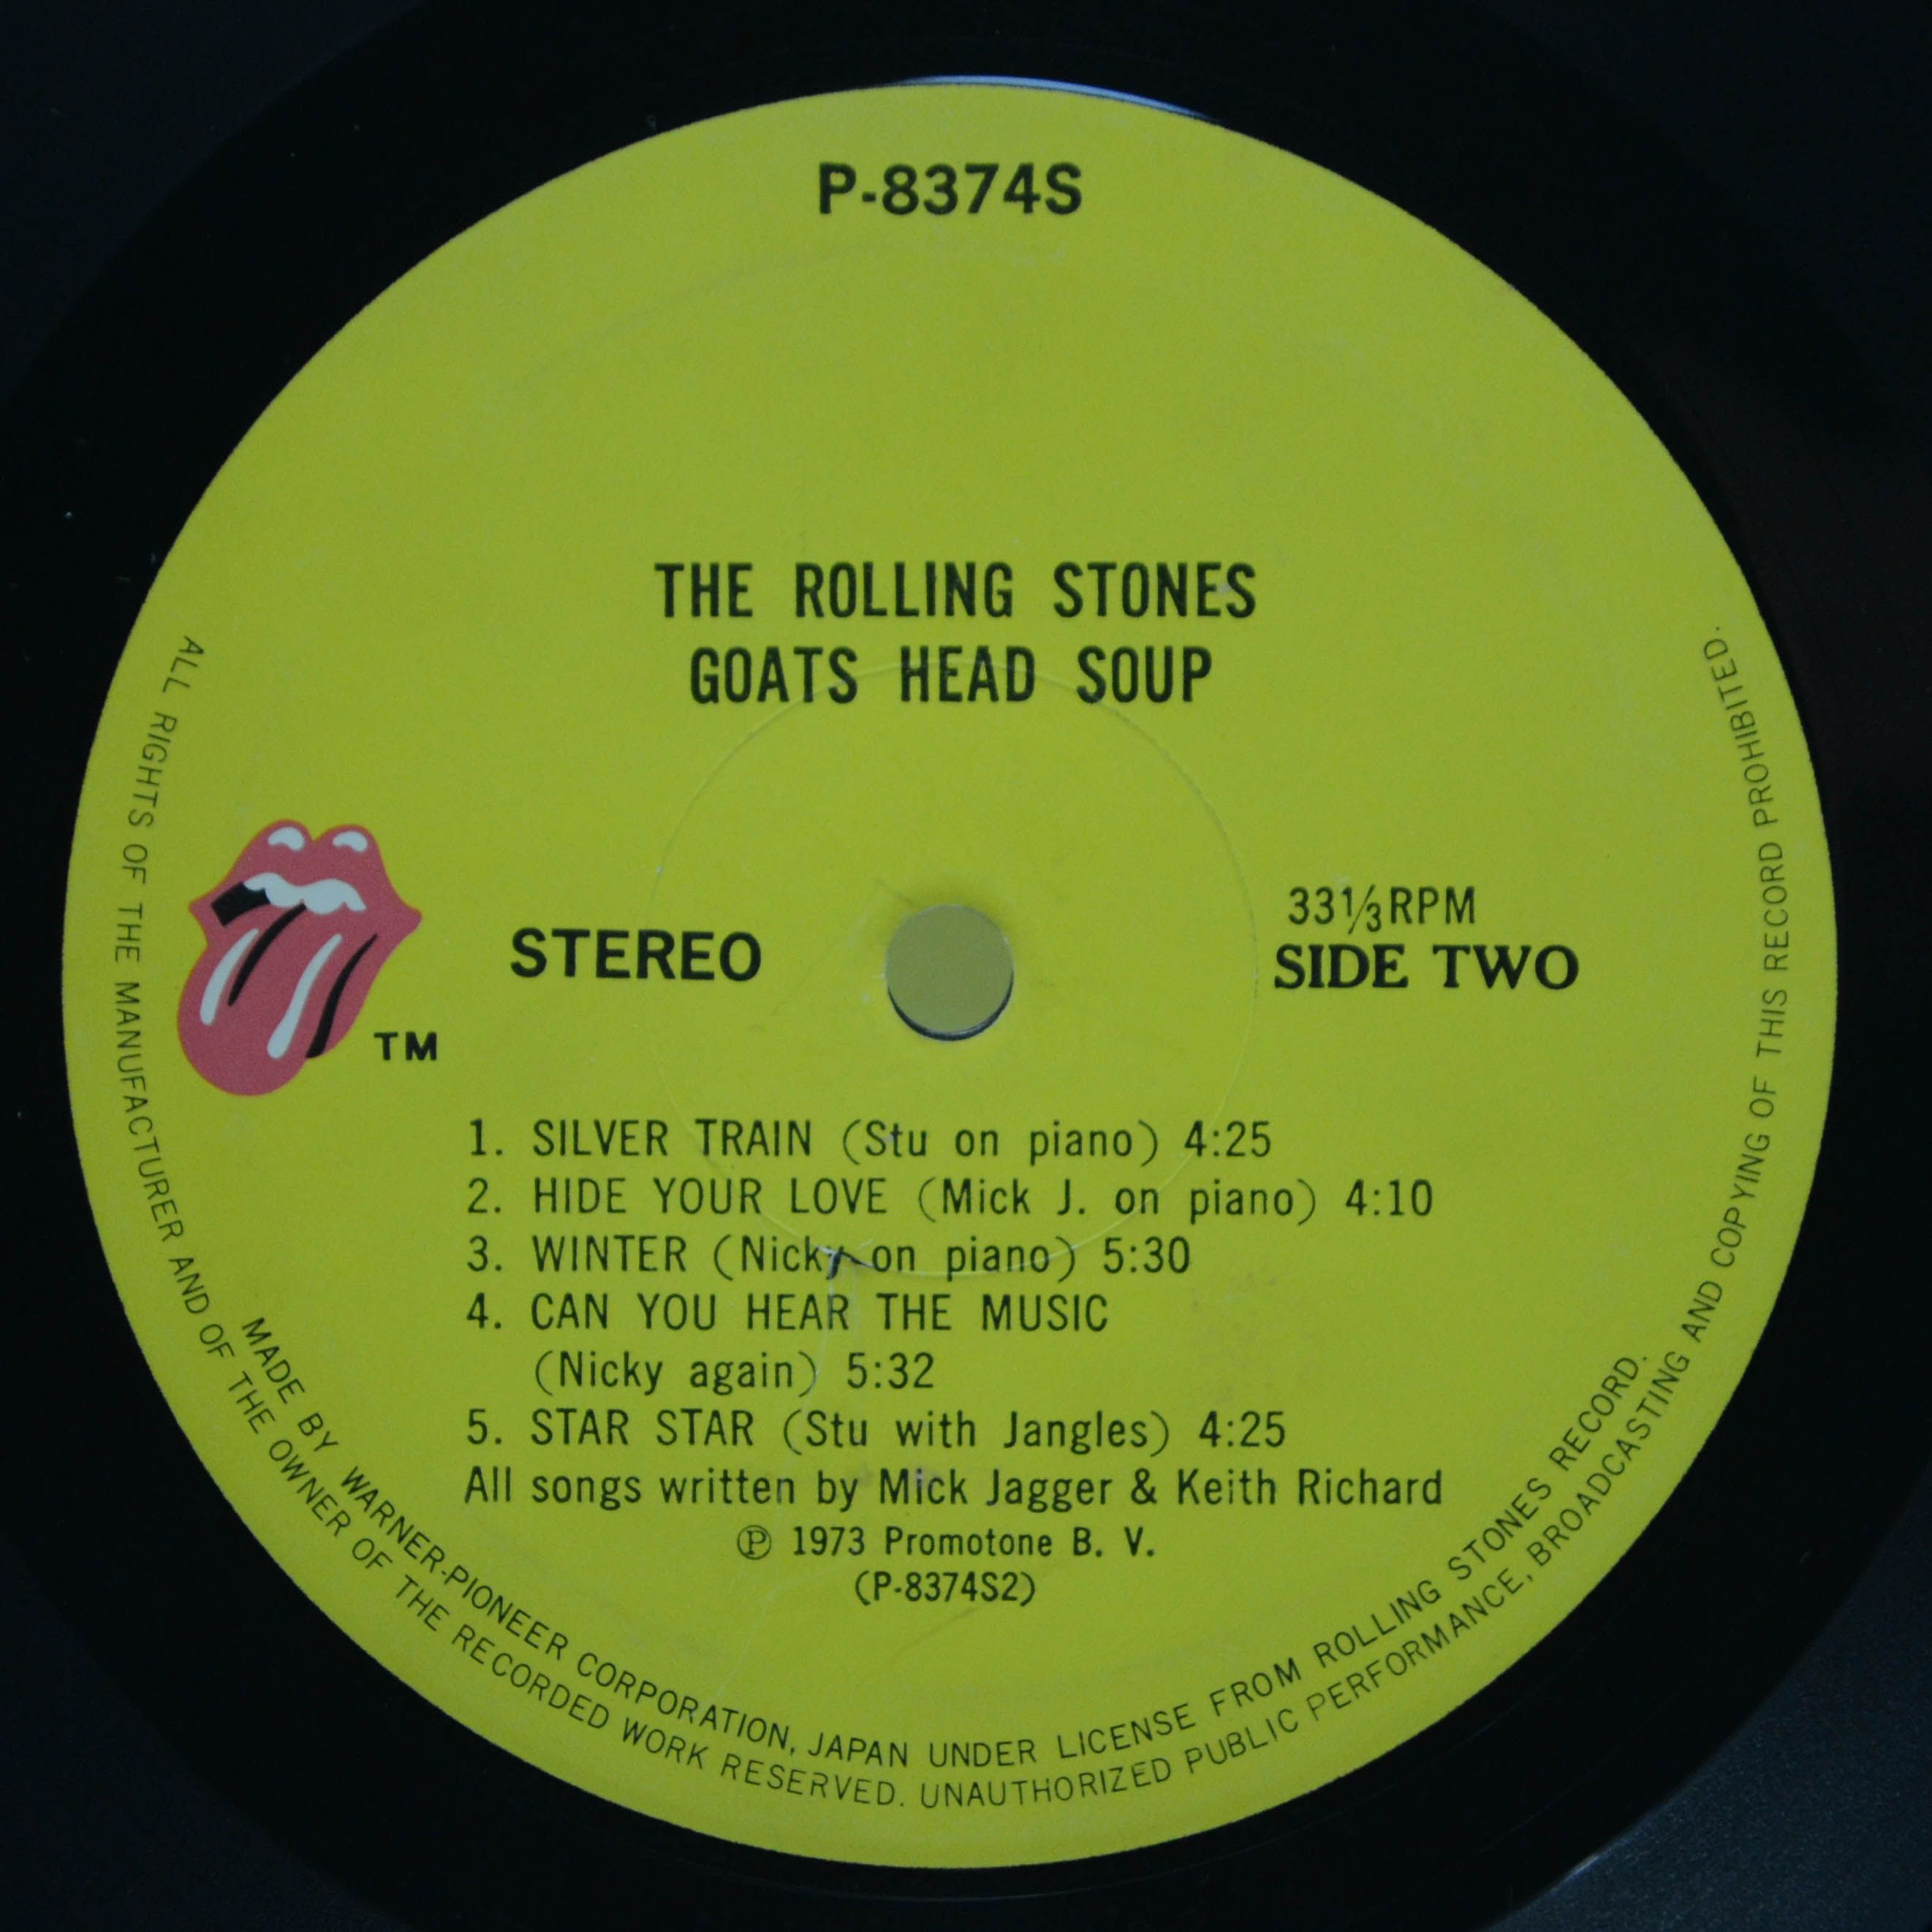 P-8374S
THE ROLLING STONES
GOATS HEAD SOUP
STEREO
33⅓ RPM
SIDE TWO
TM
1. SILVER TRAIN (Stu on piano) 4:25
2. HIDE YOUR LOVE (Mick J. on piano) 4:10
3. WINTER (Nicky on piano) 5:30
4. CAN YOU HEAR THE MUSIC
(Nicky again) 5:32
5. STAR STAR (Stu with Jangles) 4:25
All songs written by Mick Jagger & Keith Richard
℗ 1973 Promotone B. V.
(P-8374S2)
MADE BY WARNER-PIONEER CORPORATION, JAPAN UNDER LICENSE FROM ROLLING STONES RECORD.
ALL RIGHTS OF THE MANUFACTURER AND OF THE OWNER OF THE RECORDED WORK RESERVED. UNAUTHORIZED PUBLIC PERFORMANCE, BROADCASTING AND COPYING OF THIS RECORD PROHIBITED.